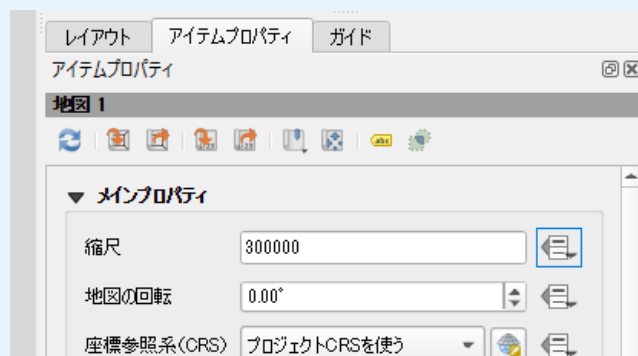 レイアウト アイテムプロパティ ガイド
アイテムプロパティ
地図 1
abc
メインプロパティ
縮尺 300000
地図の回転 0.00°
座標参照系(CRS) プロジェクトCRSを使う